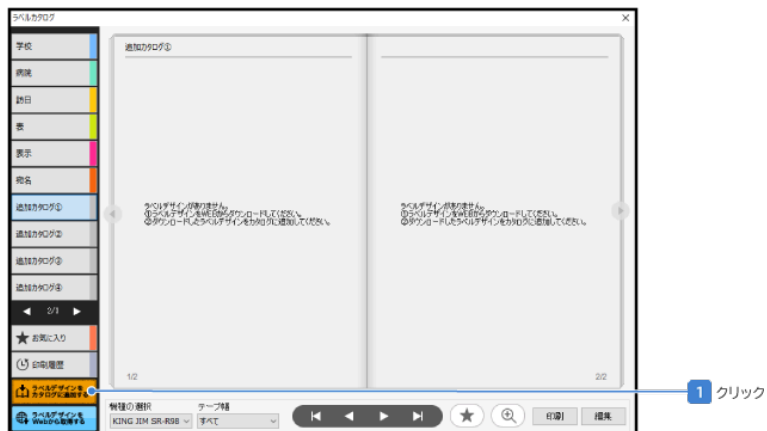 ラベルカタログ
学校
病院
訪日
表
表示
宛名
追加カタログ①
追加カタログ②
追加カタログ③
追加カタログ④
2/1
お気に入り
印刷履歴
ラベルデザインを
カタログに追加する
ラベルデザインを
Webから取得する
追加カタログ①
ラベルデザインがありません。
①ラベルデザインをWEBからダウンロードしてください。
②ダウンロードしたラベルデザインをカタログに追加してください。
1/2
ラベルデザインがありません。
①ラベルデザインをWEBからダウンロードしてください。
②ダウンロードしたラベルデザインをカタログに追加してください。
2/2
機種の選択
KING JIM SR-R98
テープ幅
すべて
印刷
編集
1 クリック